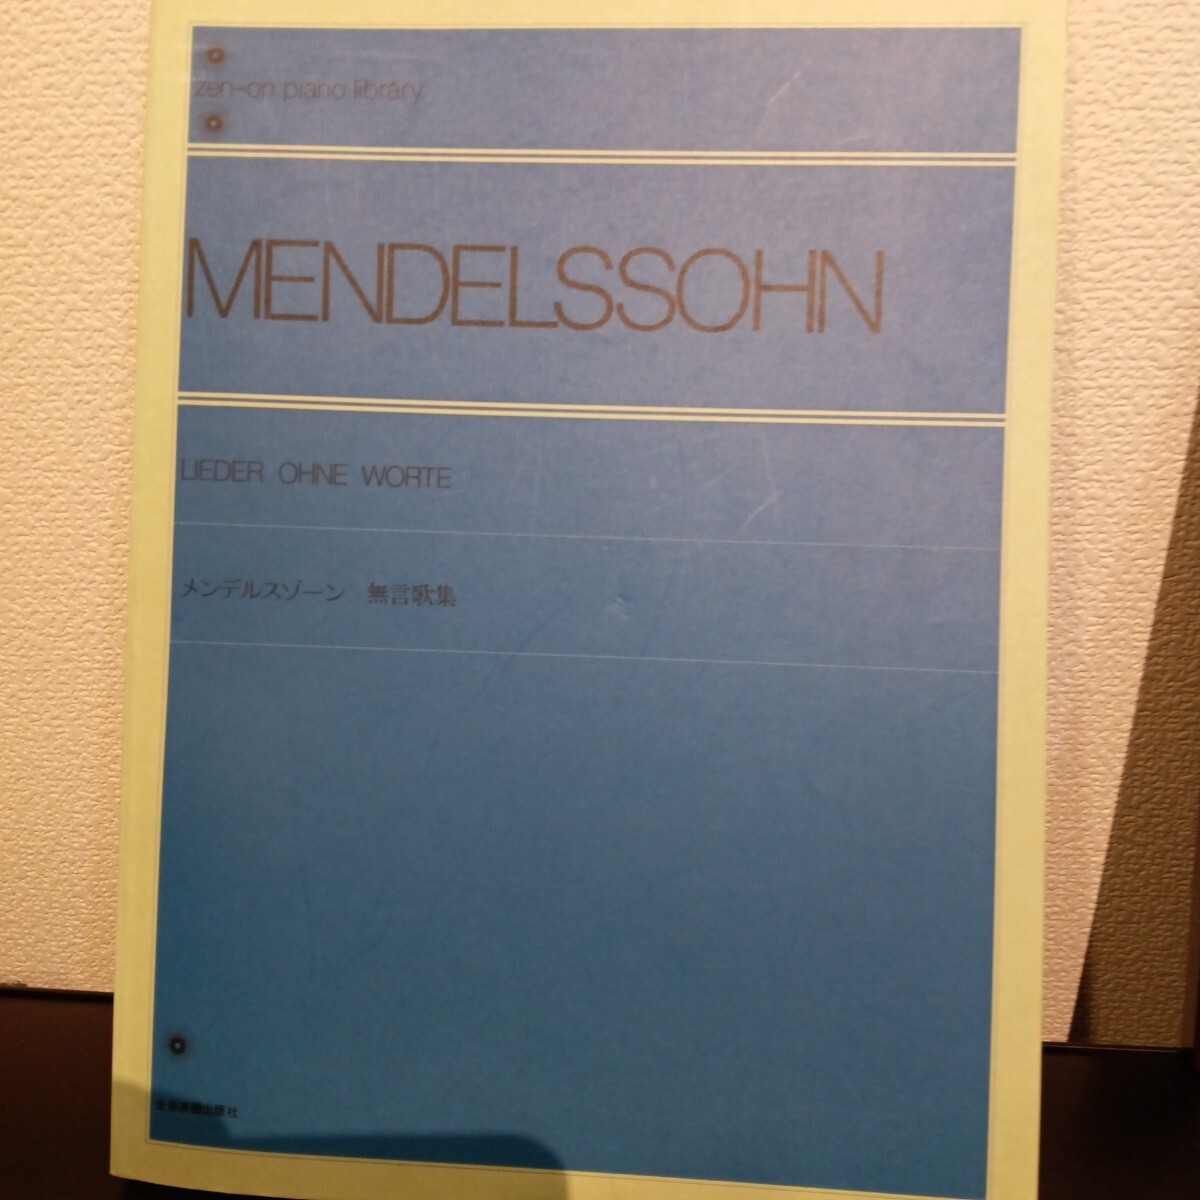 zen-on piano library
MENDELSSOHN
LIEDER OHNE WORTE
メンデルスゾーン 無言歌集
全音楽譜出版社